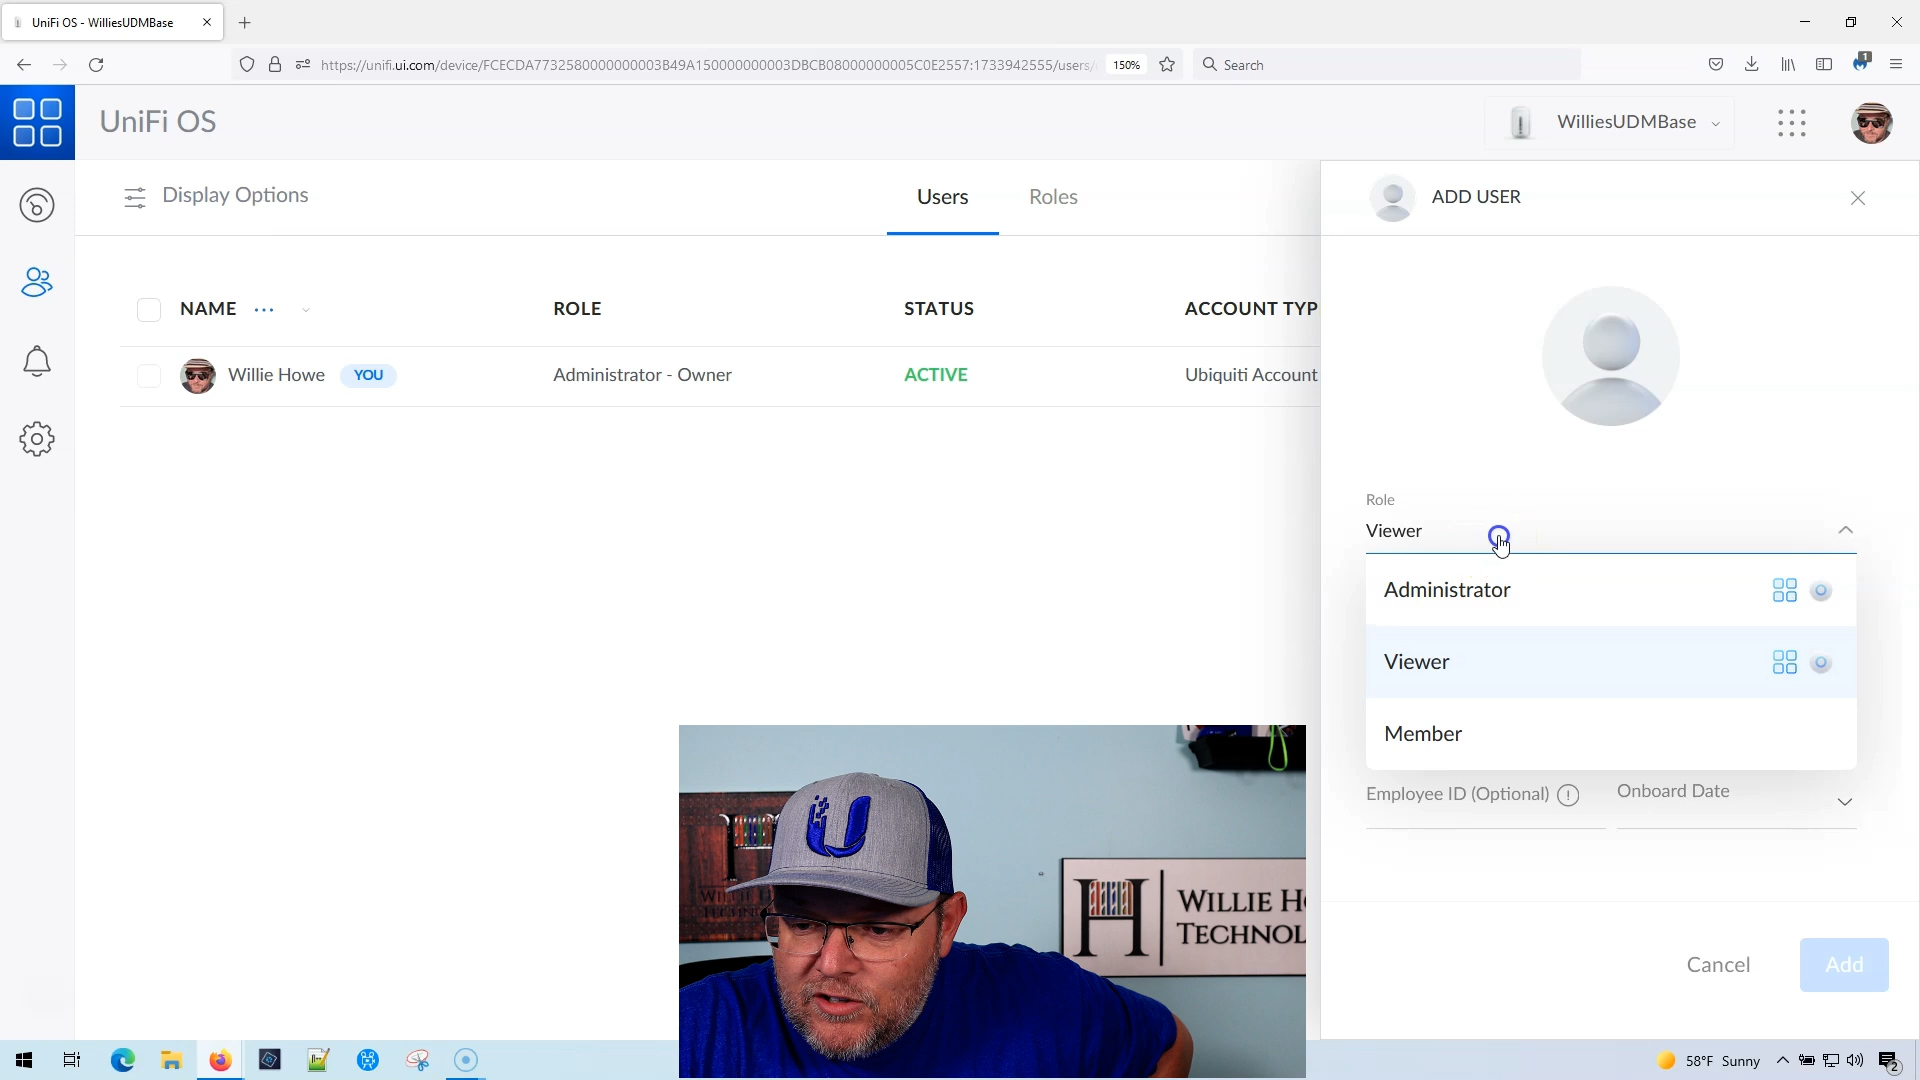 UniFi OS - WilliesUDMBase
https://unifi.ui.com/device/FCECDA7732580000000003B49A150000000003DBCB08000000005C0E2557:1733942555/users/
150%
Search
1
UniFi OS
WilliesUDMBase
Display Options
Users
Roles
ADD USER
NAME ...
ROLE
STATUS
ACCOUNT TYP
Willie Howe
YOU
Administrator - Owner
ACTIVE
Ubiquiti Account
Role
Viewer
Administrator
Viewer
Member
Employee ID (Optional)
Onboard Date
WILLIE H
TECHNOL
Cancel
Add
58°F Sunny
2